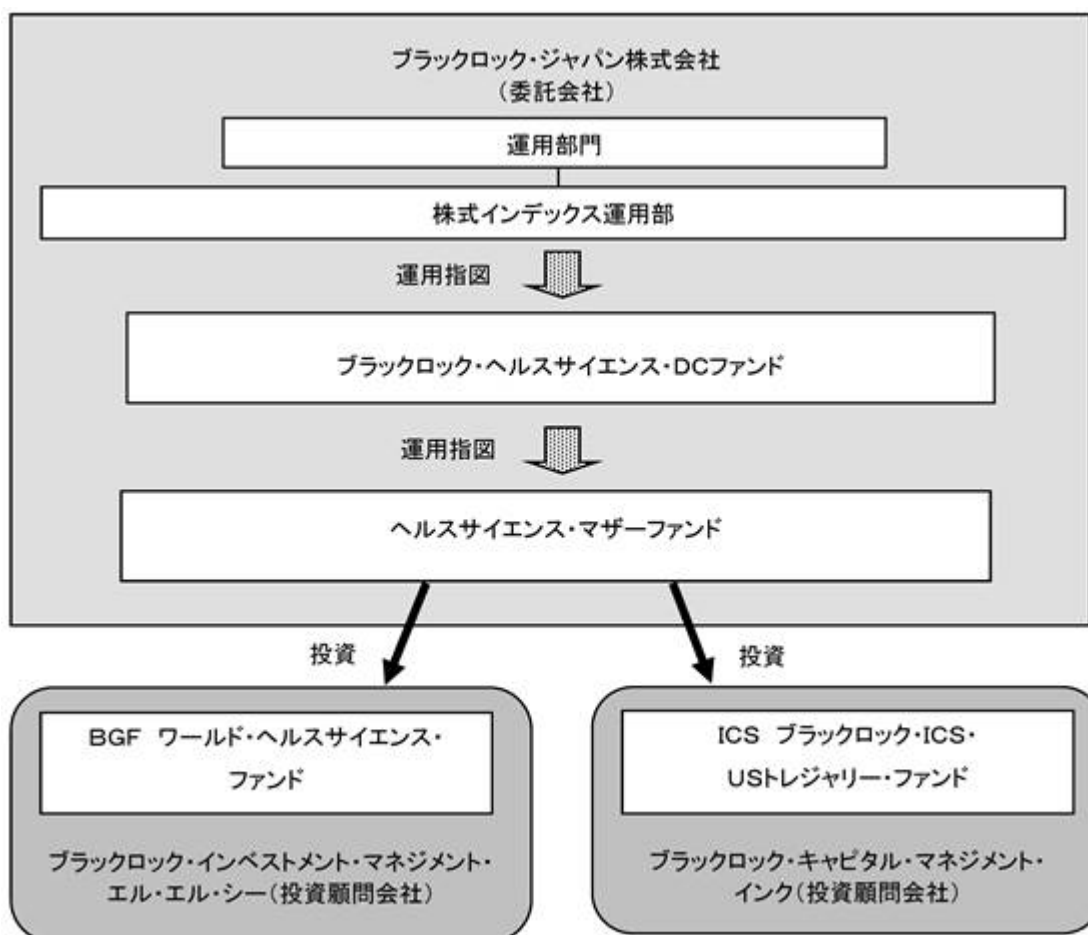 ブラックロック・ジャパン株式会社
（委託会社）
運用部門
株式インデックス運用部
運用指図
ブラックロック・ヘルスサイエンス・ＤＣファンド
運用指図
ヘルスサイエンス・マザーファンド
投資
投資
ＢＧＦ　ワールド・ヘルスサイエンス・
ファンド
ブラックロック・インベストメント・マネジメント・
エル・エル・シー（投資顧問会社）
ＩＣＳ　ブラックロック・ＩＣＳ・
ＵＳトレジャリー・ファンド
ブラックロック・キャピタル・マネジメント・
インク（投資顧問会社）